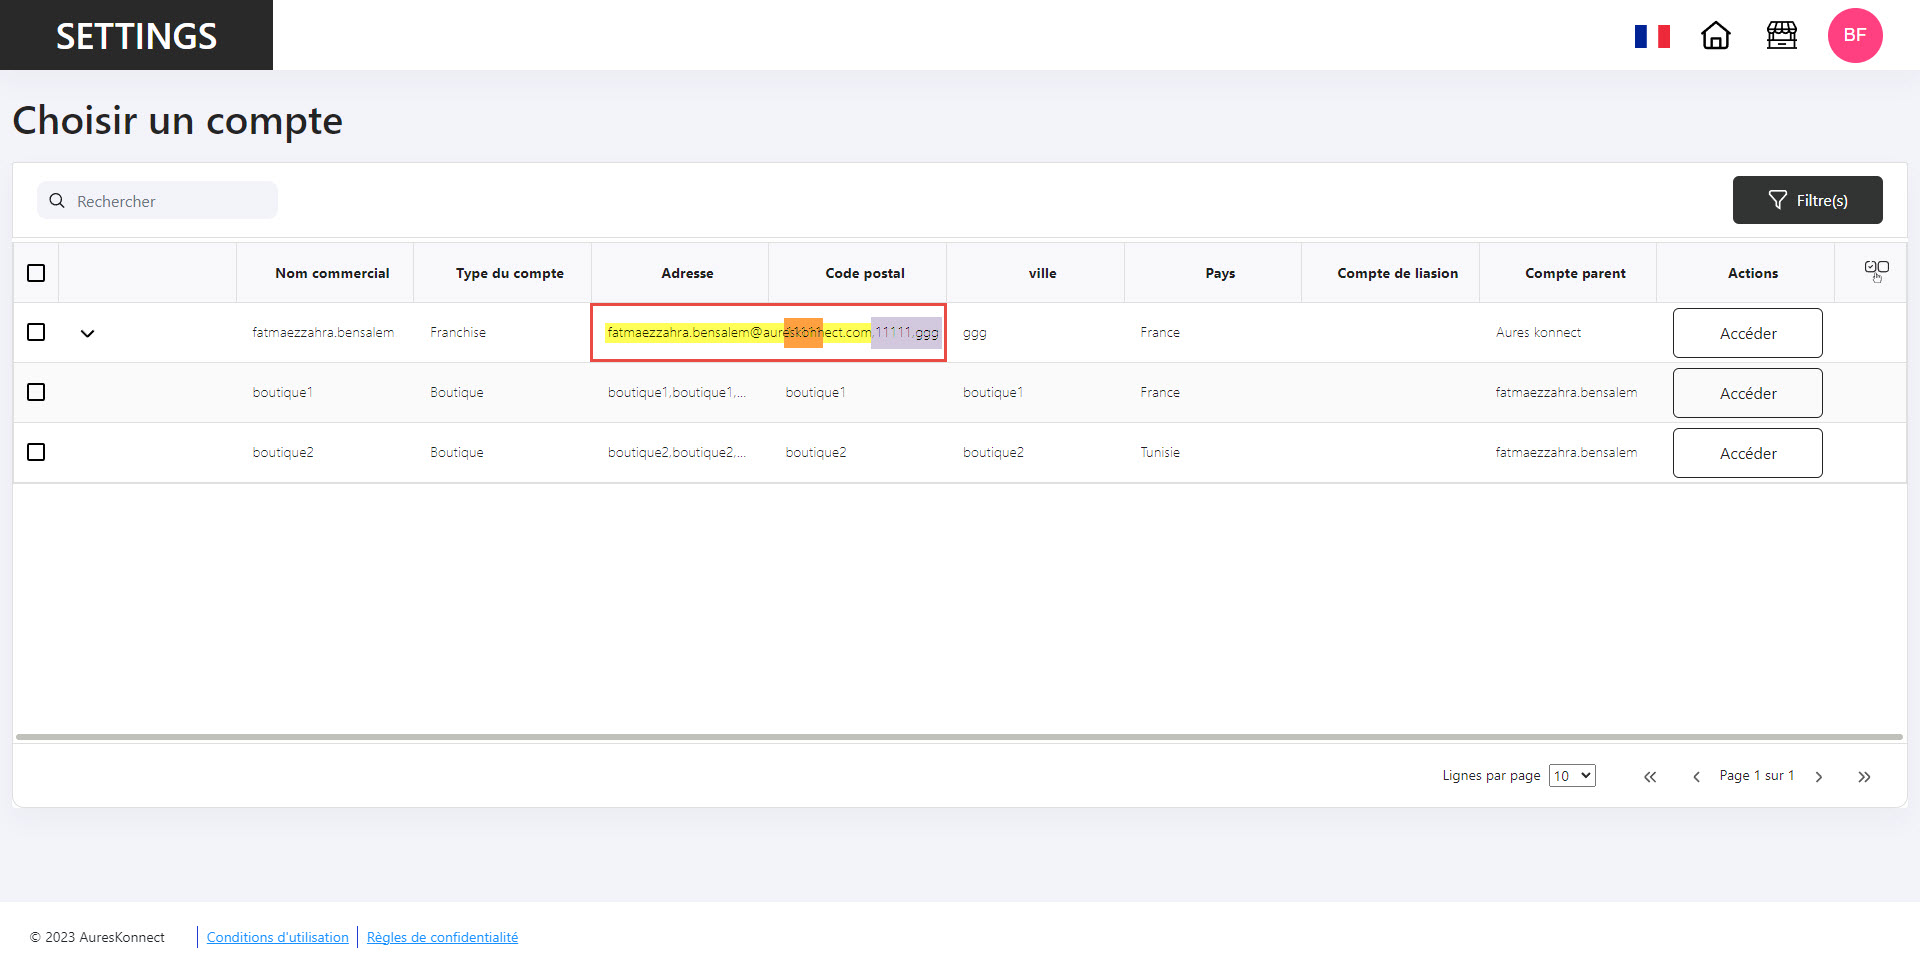 SETTINGS
BF
Choisir un compte
Rechercher
Filtre(s)
Nom commercial Type du compte Adresse Code postal ville Pays Compte de liasion Compte parent Actions
fatmaezzahra.bensalem Franchise fatmaezzahra.bensalem@aureskonnect.com,11111,ggg ggg France Aures konnect Accéder
boutique1 Boutique boutique1,boutique1,... boutique1 boutique1 France fatmaezzahra.bensalem Accéder
boutique2 Boutique boutique2,boutique2,... boutique2 boutique2 Tunisie fatmaezzahra.bensalem Accéder
Lignes par page 10 Page 1 sur 1
© 2023 AuresKonnect Conditions d'utilisation Règles de confidentialité